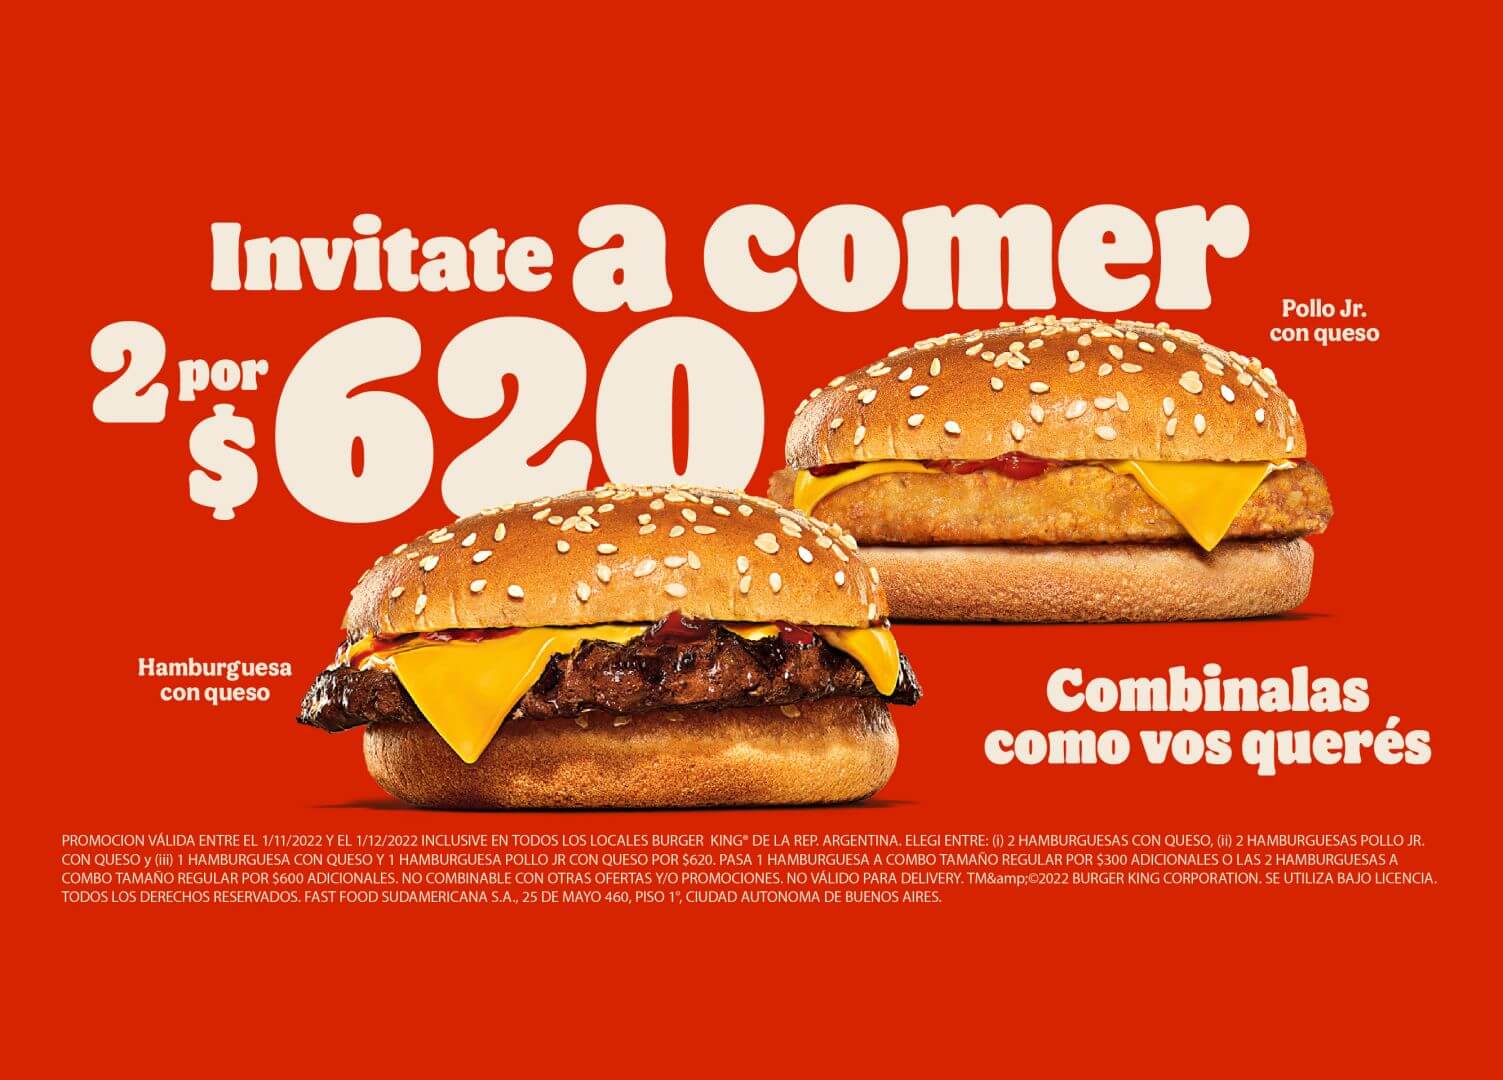 Invitate a comer
2 por
$620
Pollo Jr.
con queso
Hamburguesa
con queso
Combinalas
como vos querés
PROMOCION VÁLIDA ENTRE EL 1/11/2022 Y EL 1/12/2022 INCLUSIVE EN TODOS LOS LOCALES BURGER KING® DE LA REP. ARGENTINA. ELEGI ENTRE: (i) 2 HAMBURGUESAS CON QUESO, (ii) 2 HAMBURGUESAS POLLO JR.
CON QUESO y (iii) 1 HAMBURGUESA CON QUESO Y 1 HAMBURGUESA POLLO JR CON QUESO POR $620. PASA 1 HAMBURGUESA A COMBO TAMAÑO REGULAR POR $300 ADICIONALES O LAS 2 HAMBURGUESAS A
COMBO TAMAÑO REGULAR POR $600 ADICIONALES. NO COMBINABLE CON OTRAS OFERTAS Y/O PROMOCIONES. NO VÁLIDO PARA DELIVERY. TM&amp;©2022 BURGER KING CORPORATION. SE UTILIZA BAJO LICENCIA.
TODOS LOS DERECHOS RESERVADOS. FAST FOOD SUDAMERICANA S.A., 25 DE MAYO 460, PISO 1°, CIUDAD AUTONOMA DE BUENOS AIRES.